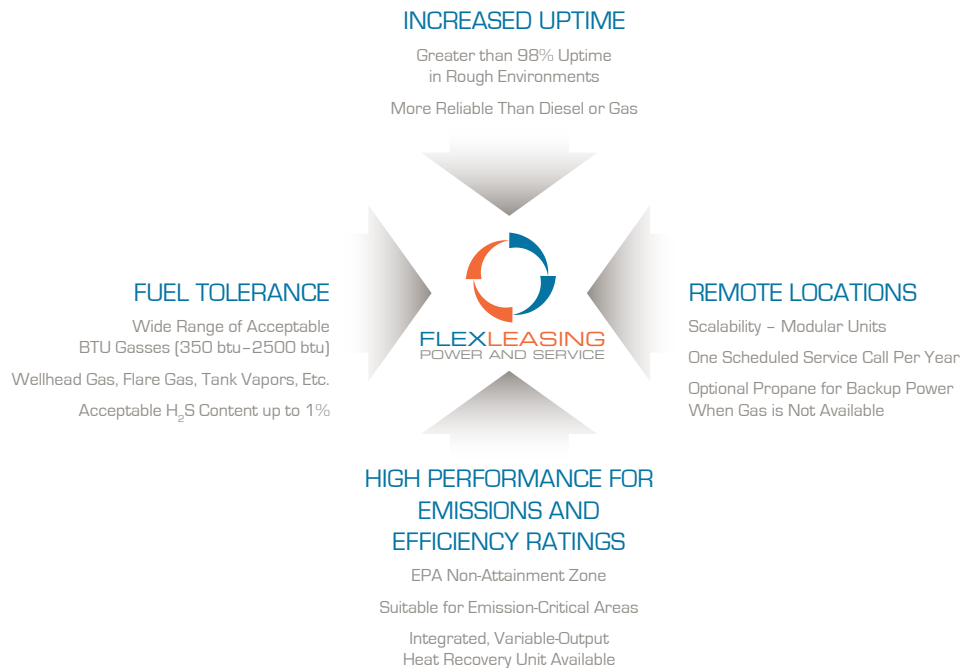 INCREASED UPTIME
Greater than 98% Uptime
in Rough Environments
More Reliable Than Diesel or Gas
FUEL TOLERANCE
Wide Range of Acceptable
BTU Gasses (350 btu–2500 btu)
Wellhead Gas, Flare Gas, Tank Vapors, Etc.
Acceptable H₂S Content up to 1%
FLEXLEASING
POWER AND SERVICE
REMOTE LOCATIONS
Scalability – Modular Units
One Scheduled Service Call Per Year
Optional Propane for Backup Power
When Gas is Not Available
HIGH PERFORMANCE FOR
EMISSIONS AND
EFFICIENCY RATINGS
EPA Non-Attainment Zone
Suitable for Emission-Critical Areas
Integrated, Variable-Output
Heat Recovery Unit Available